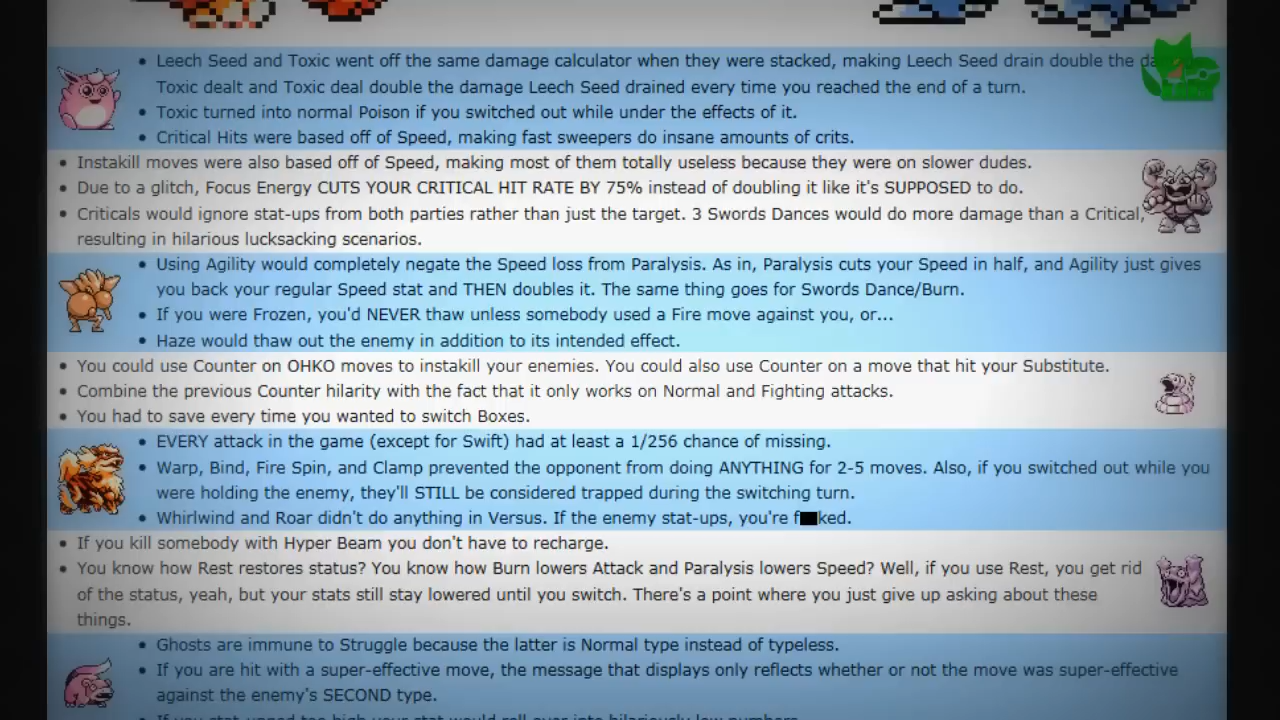 • Leech Seed and Toxic went off the same damage calculator when they were stacked, making Leech Seed drain double the
Toxic dealt and Toxic deal double the damage Leech Seed drained every time you reached the end of a turn.
• Toxic turned into normal Poison if you switched out while under the effects of it.
• Critical Hits were based off of Speed, making fast sweepers do insane amounts of crits.
• Instakill moves were also based off of Speed, making most of them totally useless because they were on slower dudes.
• Due to a glitch, Focus Energy CUTS YOUR CRITICAL HIT RATE BY 75% instead of doubling it like it's SUPPOSED to do.
• Criticals would ignore stat-ups from both parties rather than just the target. 3 Swords Dances would do more damage than a Critical,
resulting in hilarious lucksacking scenarios.
• Using Agility would completely negate the Speed loss from Paralysis. As in, Paralysis cuts your Speed in half, and Agility just gives
you back your regular Speed stat and THEN doubles it. The same thing goes for Swords Dance/Burn.
• If you were Frozen, you'd NEVER thaw unless somebody used a Fire move against you, or...
• Haze would thaw out the enemy in addition to its intended effect.
• You could use Counter on OHKO moves to instakill your enemies. You could also use Counter on a move that hit your Substitute.
• Combine the previous Counter hilarity with the fact that it only works on Normal and Fighting attacks.
• You had to save every time you wanted to switch Boxes.
• EVERY attack in the game (except for Swift) had at least a 1/256 chance of missing.
• Warp, Bind, Fire Spin, and Clamp prevented the opponent from doing ANYTHING for 2-5 moves. Also, if you switched out while you
were holding the enemy, they'll STILL be considered trapped during the switching turn.
• Whirlwind and Roar didn't do anything in Versus. If the enemy stat-ups, you're f ked.
• If you kill somebody with Hyper Beam you don't have to recharge.
• You know how Rest restores status? You know how Burn lowers Attack and Paralysis lowers Speed? Well, if you use Rest, you get rid
of the status, yeah, but your stats still stay lowered until you switch. There's a point where you just give up asking about these
things.
• Ghosts are immune to Struggle because the latter is Normal type instead of typeless.
• If you are hit with a super-effective move, the message that displays only reflects whether or not the move was super-effective
against the enemy's SECOND type.